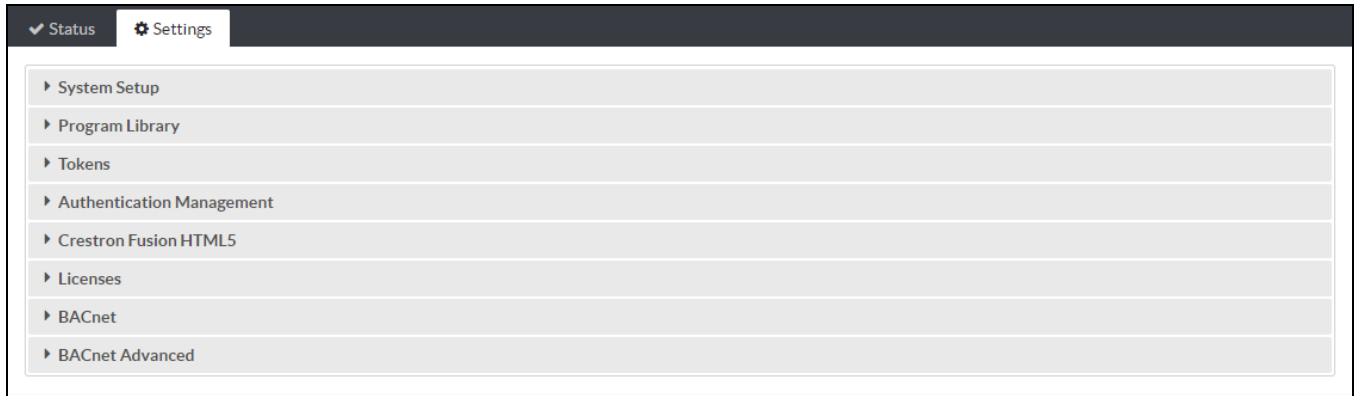 Status Settings
System Setup
Program Library
Tokens
Authentication Management
Crestron Fusion HTML5
Licenses
BACnet
BACnet Advanced